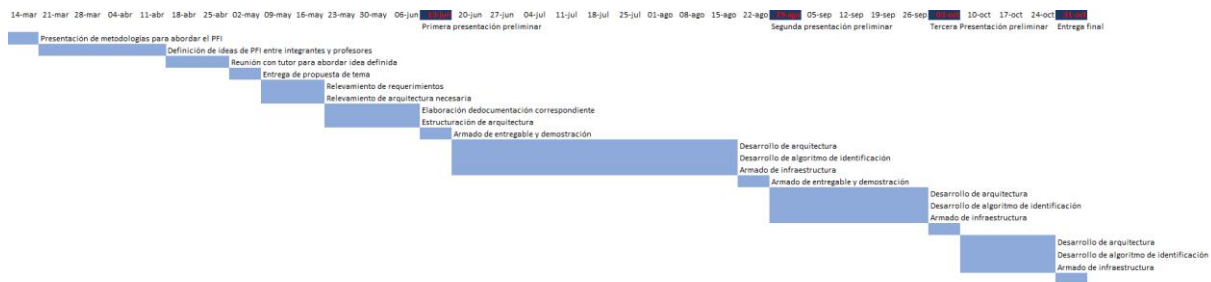 14-mar 21-mar 28-mar 04-abr 11-abr 18-abr 25-abr 02-may 09-may 16-may 23-may 30-may 06-jun 13-jun 20-jun 27-jun 04-jul 11-jul 18-jul 25-jul 01-ago 08-ago 15-ago 22-ago 29-ago 05-sep 12-sep 19-sep 26-sep 03-oct 10-oct 17-oct 24-oct 31-oct
Primera presentación preliminar Segunda presentación preliminar Tercera Presentación preliminar Entrega final
Presentación de metodologías para abordar el PFI
Definición de ideas de PFI entre integrantes y profesores
Reunión con tutor para abordar idea definida
Entrega de propuesta de tema
Relevamiento de requerimientos
Relevamiento de arquitectura necesaria
Elaboración dedocumentación correspondiente
Estructuración de arquitectura
Armado de entregable y demostración
Desarrollo de arquitectura
Desarrollo de algoritmo de identificación
Armado de infraestructura
Armado de entregable y demostración
Desarrollo de arquitectura
Desarrollo de algoritmo de identificación
Armado de infraestructura
Desarrollo de arquitectura
Desarrollo de algoritmo de identificación
Armado de infraestructura